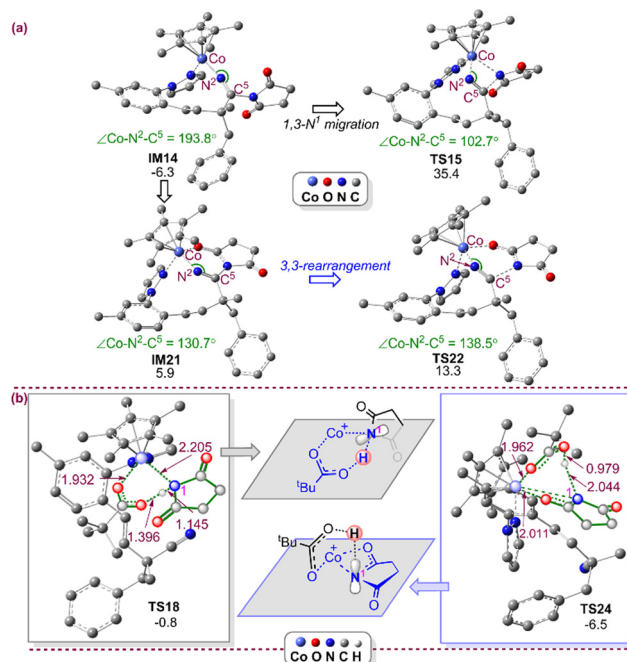 (a)
Co
N²
C⁵
∠Co-N²-C⁵ = 193.8°
IM14
-6.3
1,3-N¹ migration
Co
N²
C⁵
∠Co-N²-C⁵ = 102.7°
TS15
35.4
Co O N C
Co
N²
C⁵
∠Co-N²-C⁵ = 130.7°
IM21
5.9
3,3-rearrangement
Co
N²
C⁵
∠Co-N²-C⁵ = 138.5°
TS22
13.3
(b)
2.205
1.932
1
1.396
1.145
TS18
-0.8
O
Co⁺
N¹
O
H
O
O
ᵗBu
ᵗBu
O
H
Co⁺
O
O
N¹
O
1.962
0.979
2.044
1
2.011
TS24
-6.5
Co O N C H